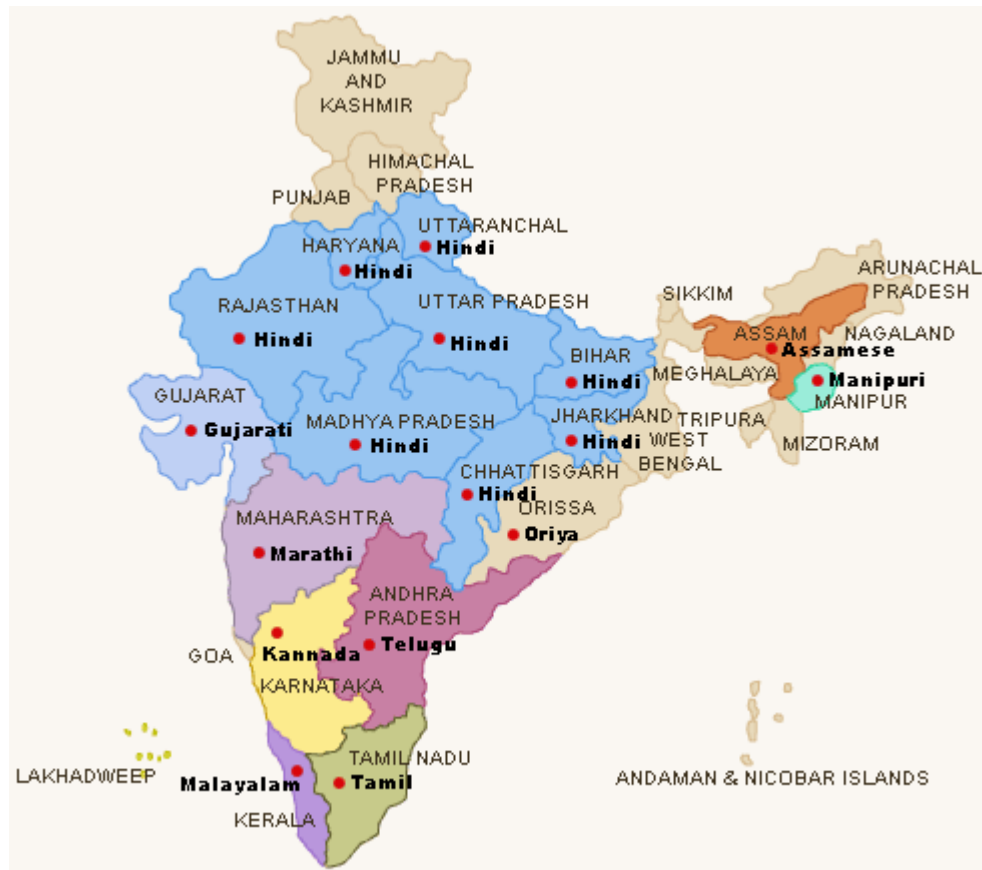 JAMMU
AND
KASHMIR
HIMACHAL
PRADESH
PUNJAB
UTTARANCHAL
Hindi
HARYANA
Hindi
ARUNACHAL
PRADESH
SIKKIM
RAJASTHAN
Hindi
UTTAR PRADESH
Hindi
ASSAM
Assamese
NAGALAND
BIHAR
Hindi
MEGHALAYA
Manipuri
MANIPUR
GUJARAT
Gujarati
MADHYA PRADESH
Hindi
JHARKHAND
Hindi
TRIPURA
WEST
BENGAL
MIZORAM
CHHATTISGARH
Hindi
ORISSA
Oriya
MAHARASHTRA
Marathi
ANDHRA
PRADESH
Telugu
GOA
Kannada
KARNATAKA
TAMIL NADU
Tamil
LAKHADWEEP
Malayalam
KERALA
ANDAMAN & NICOBAR ISLANDS